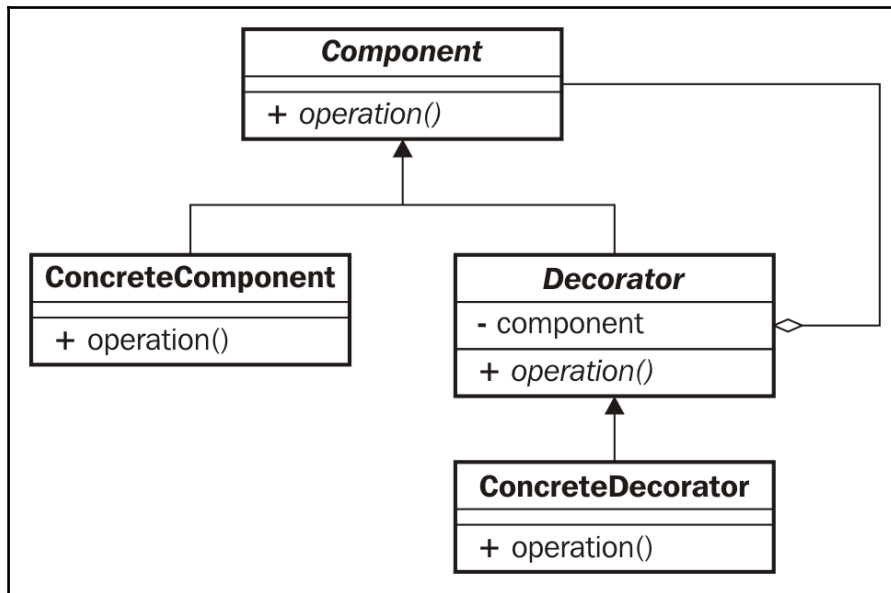 Component
+ operation()
ConcreteComponent
+ operation()
Decorator
- component
+ operation()
ConcreteDecorator
+ operation()